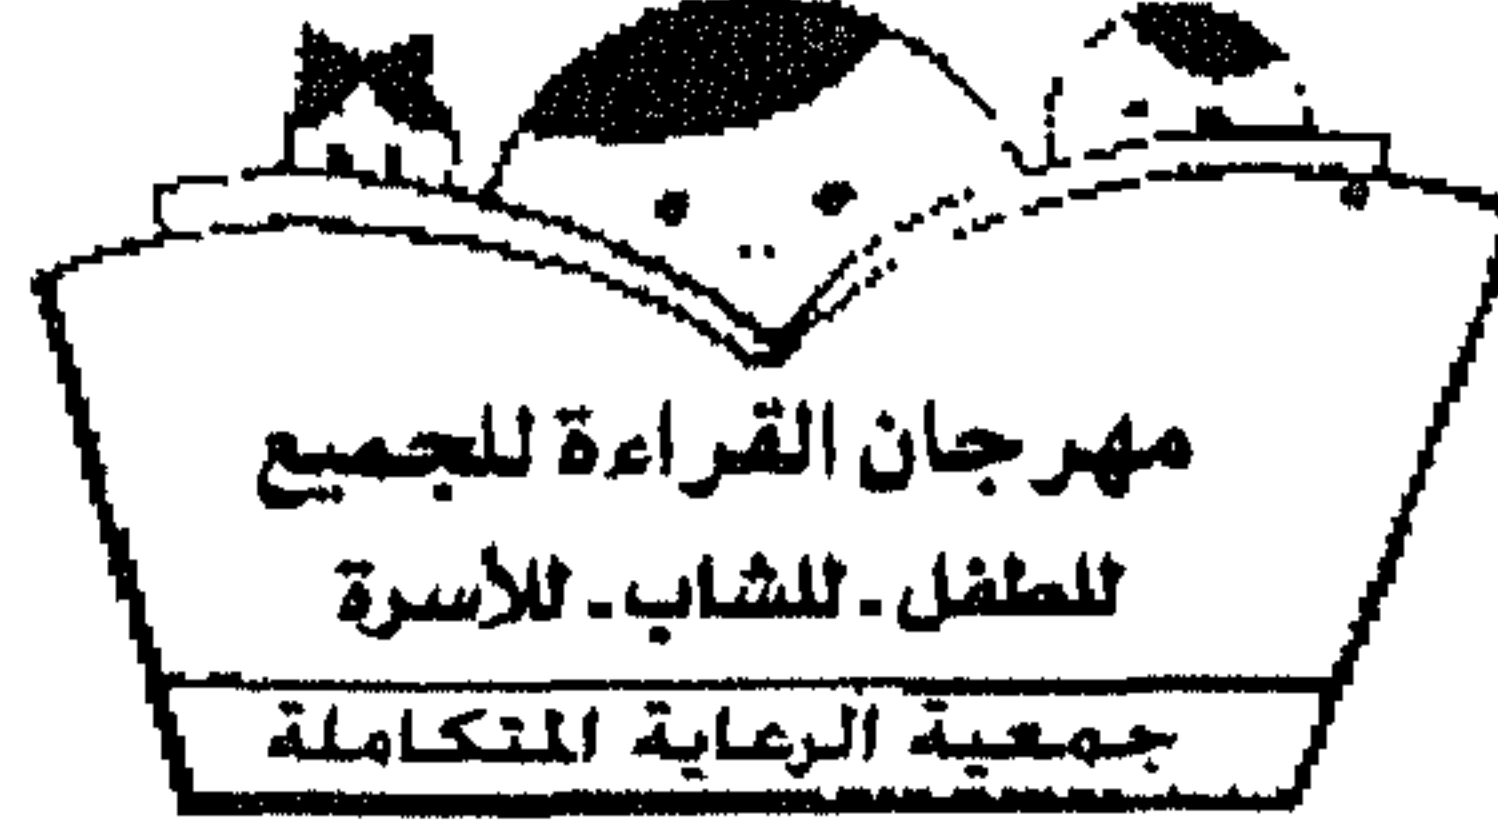 مهرجان القراءة للجميع
للطفل - للشاب - للأسرة
جمعية الرعاية المتكاملة